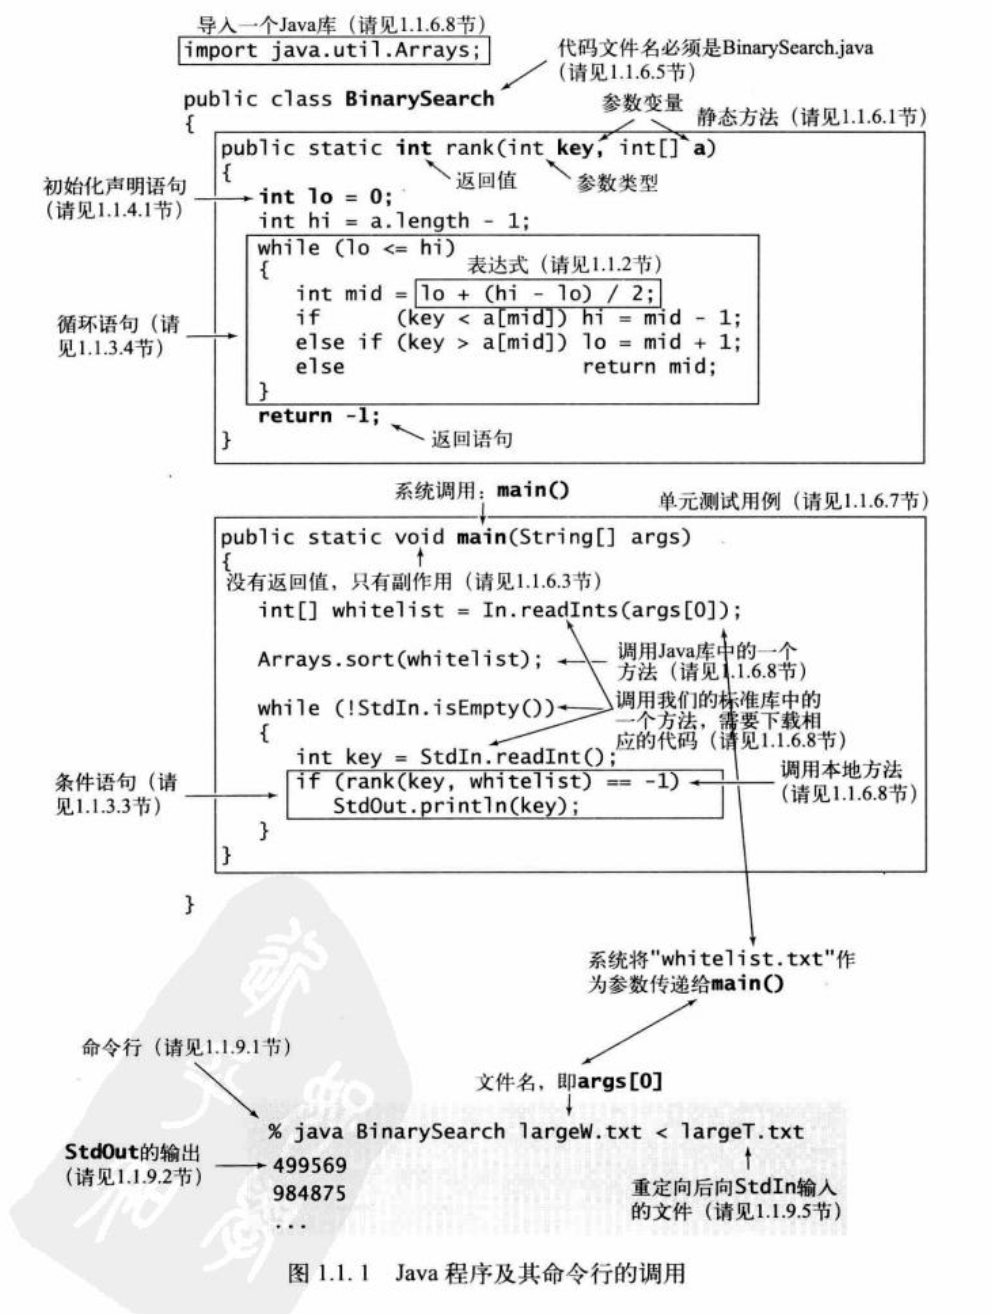 导入一个Java库（请见1.1.6.8节）
import java.util.Arrays;
代码文件名必须是BinarySearch.java
（请见1.1.6.5节）
public class BinarySearch
{
参数变量
静态方法（请见1.1.6.1节）
public static int rank(int key, int[] a)
{
返回值
参数类型
初始化声明语句
（请见1.1.4.1节）
int lo = 0;
int hi = a.length - 1;
while (lo <= hi)
{
表达式（请见1.1.2节）
int mid = lo + (hi - lo) / 2;
if (key < a[mid]) hi = mid - 1;
else if (key > a[mid]) lo = mid + 1;
else return mid;
}
循环语句（请
见1.1.3.4节）
return -1;
返回语句
}
系统调用：main()
单元测试用例（请见1.1.6.7节）
public static void main(String[] args)
{
没有返回值，只有副作用（请见1.1.6.3节）
int[] whitelist = In.readInts(args[0]);
Arrays.sort(whitelist);
调用Java库中的一个
方法（请见1.1.6.8节）
while (!StdIn.isEmpty())
{
调用我们的标准库中的
一个方法，需要下载相
应的代码（请见1.1.6.8节）
int key = StdIn.readInt();
if (rank(key, whitelist) == -1)
StdOut.println(key);
调用本地方法
（请见1.1.6.8节）
条件语句（请
见1.1.3.3节）
}
}
}
系统将"whitelist.txt"作
为参数传递给main()
命令行（请见1.1.9.1节）
文件名，即args[0]
% java BinarySearch largeW.txt < largeT.txt
StdOut的输出
（请见1.1.9.2节）
499569
984875
...
重定向后向StdIn输入
的文件（请见1.1.9.5节）
图 1.1. 1 Java 程序及其命令行的调用